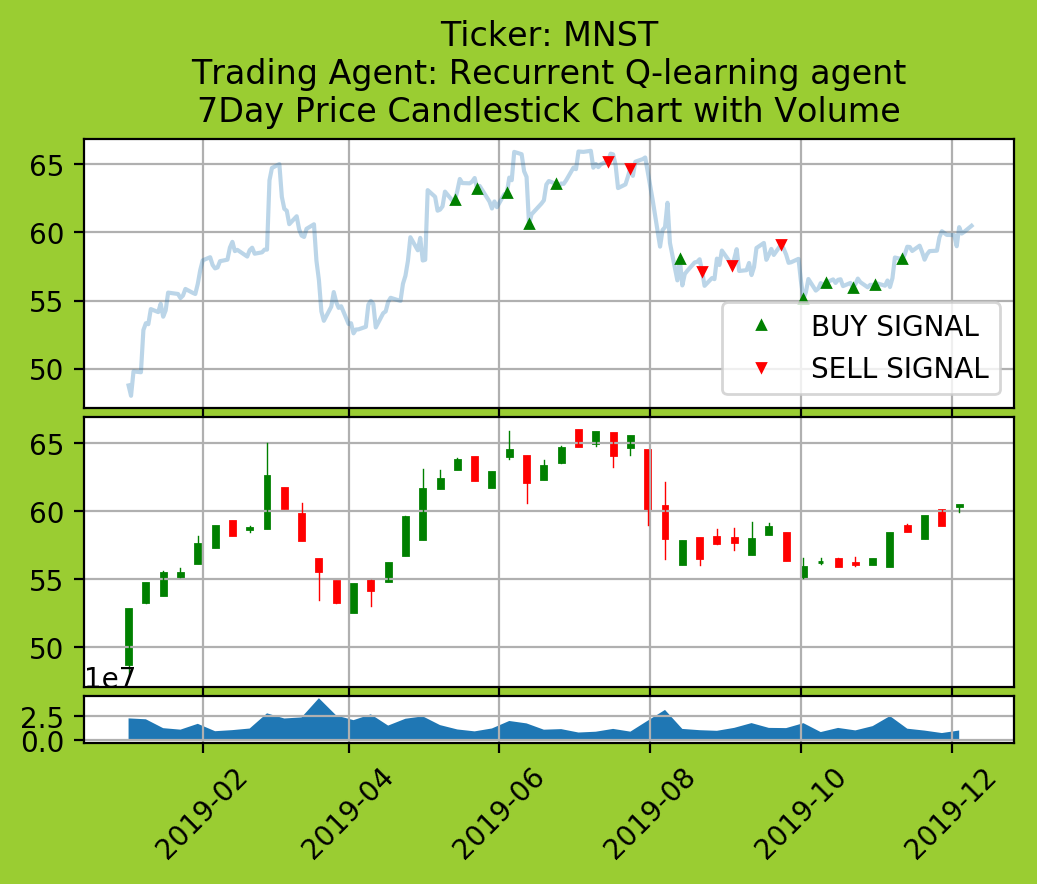 Ticker: MNST
Trading Agent: Recurrent Q-learning agent
7Day Price Candlestick Chart with Volume
65
60
55
50
BUY SIGNAL
SELL SIGNAL
65
60
55
50
1e7
2.5
0.0
2019-02
2019-04
2019-06
2019-08
2019-10
2019-12